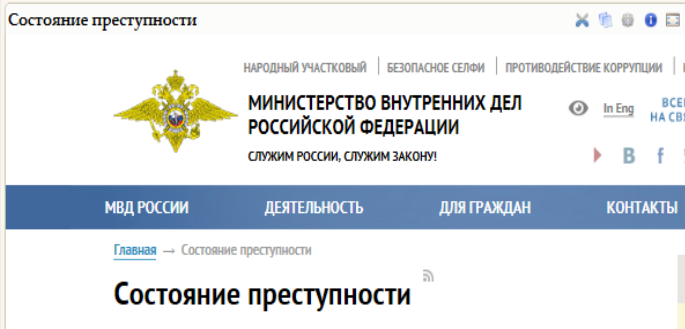 Состояние преступности
НАРОДНЫЙ УЧАСТКОВЫЙ | БЕЗОПАСНОЕ СЕЛФИ | ПРОТИВОДЕЙСТВИЕ КОРРУПЦИИ
МИНИСТЕРСТВО ВНУТРЕННИХ ДЕЛ
РОССИЙСКОЙ ФЕДЕРАЦИИ
СЛУЖИМ РОССИИ, СЛУЖИМ ЗАКОНУ!
In Eng
МВД РОССИИ ДЕЯТЕЛЬНОСТЬ ДЛЯ ГРАЖДАН КОНТАКТЫ
Главная → Состояние преступности
Состояние преступности